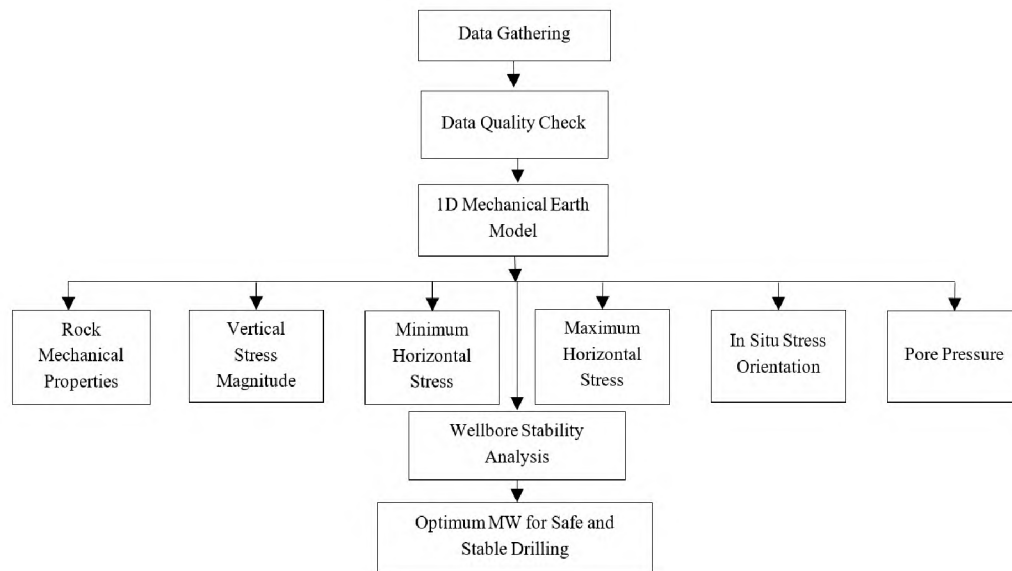 Data Gathering
Data Quality Check
1D Mechanical Earth
Model
Rock
Mechanical
Properties
Vertical
Stress
Magnitude
Minimum
Horizontal
Stress
Maximum
Horizontal
Stress
In Situ Stress
Orientation
Pore Pressure
Wellbore Stability
Analysis
Optimum MW for Safe and
Stable Drilling